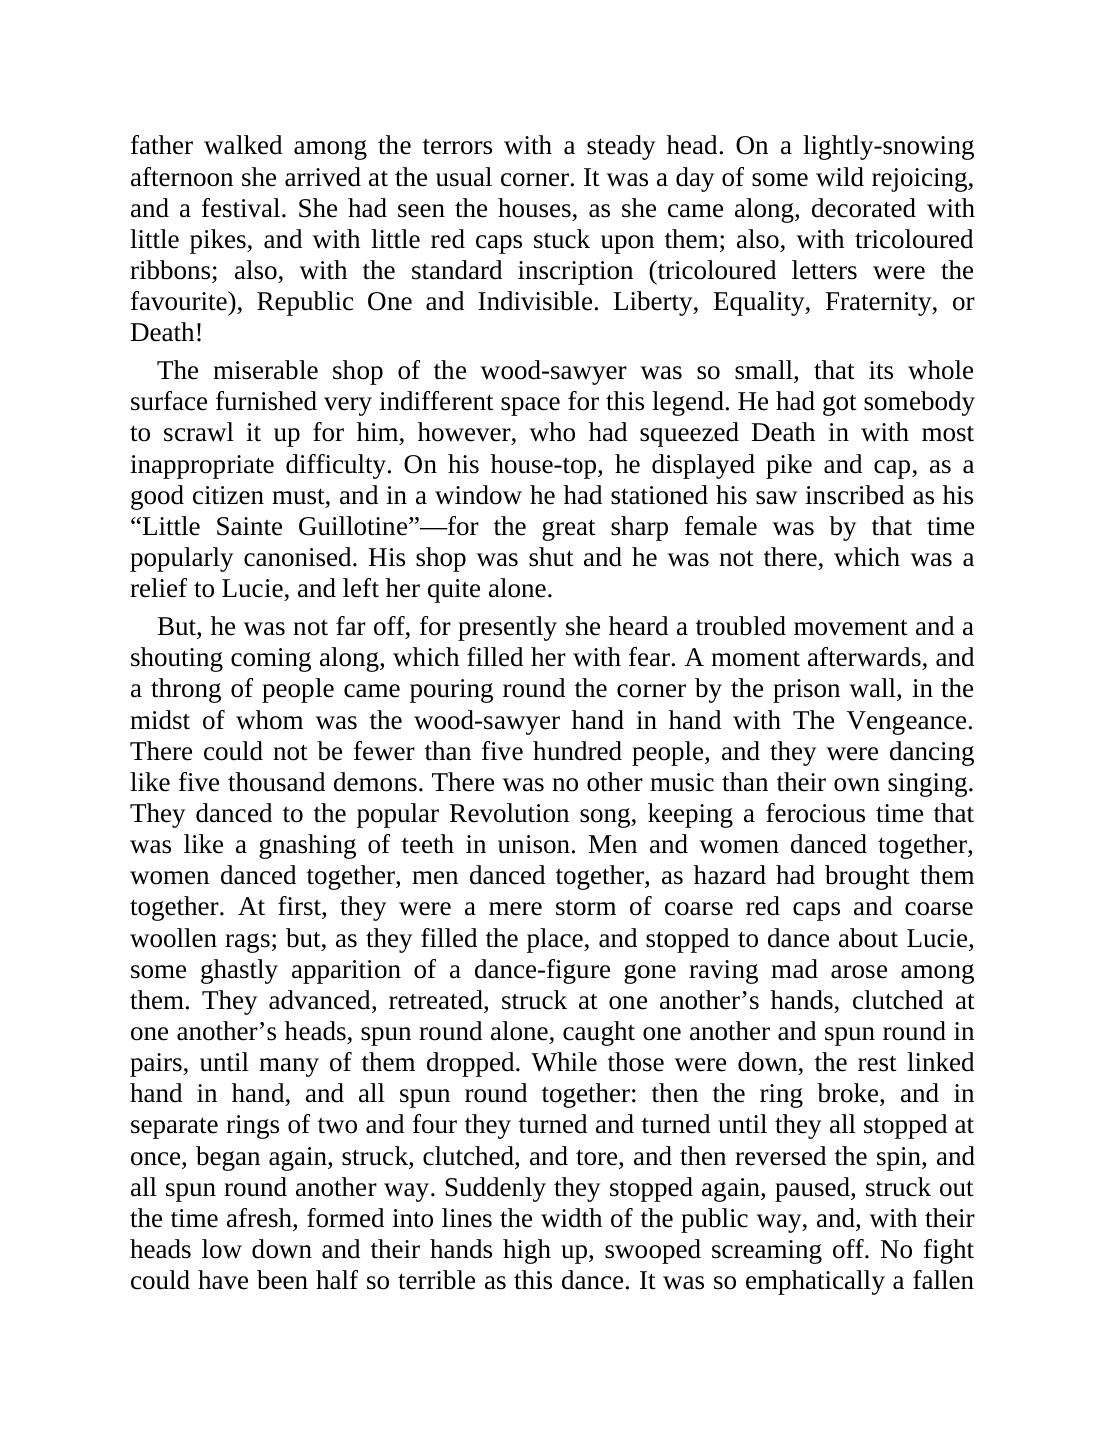 father walked among the terrors with a steady head. On a lightly-snowing
afternoon she arrived at the usual corner. It was a day of some wild rejoicing,
and a festival. She had seen the houses, as she came along, decorated with
little pikes, and with little red caps stuck upon them; also, with tricoloured
ribbons; also, with the standard inscription (tricoloured letters were the
favourite), Republic One and Indivisible. Liberty, Equality, Fraternity, or
Death!
The miserable shop of the wood-sawyer was so small, that its whole
surface furnished very indifferent space for this legend. He had got somebody
to scrawl it up for him, however, who had squeezed Death in with most
inappropriate difficulty. On his house-top, he displayed pike and cap, as a
good citizen must, and in a window he had stationed his saw inscribed as his
“Little Sainte Guillotine”—for the great sharp female was by that time
popularly canonised. His shop was shut and he was not there, which was a
relief to Lucie, and left her quite alone.
But, he was not far off, for presently she heard a troubled movement and a
shouting coming along, which filled her with fear. A moment afterwards, and
a throng of people came pouring round the corner by the prison wall, in the
midst of whom was the wood-sawyer hand in hand with The Vengeance.
There could not be fewer than five hundred people, and they were dancing
like five thousand demons. There was no other music than their own singing.
They danced to the popular Revolution song, keeping a ferocious time that
was like a gnashing of teeth in unison. Men and women danced together,
women danced together, men danced together, as hazard had brought them
together. At first, they were a mere storm of coarse red caps and coarse
woollen rags; but, as they filled the place, and stopped to dance about Lucie,
some ghastly apparition of a dance-figure gone raving mad arose among
them. They advanced, retreated, struck at one another’s hands, clutched at
one another’s heads, spun round alone, caught one another and spun round in
pairs, until many of them dropped. While those were down, the rest linked
hand in hand, and all spun round together: then the ring broke, and in
separate rings of two and four they turned and turned until they all stopped at
once, began again, struck, clutched, and tore, and then reversed the spin, and
all spun round another way. Suddenly they stopped again, paused, struck out
the time afresh, formed into lines the width of the public way, and, with their
heads low down and their hands high up, swooped screaming off. No fight
could have been half so terrible as this dance. It was so emphatically a fallen